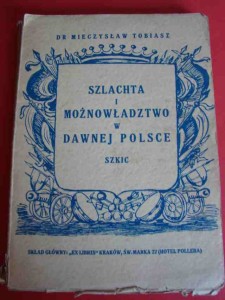 DR MIECZYSŁAW TOBIASZ
SZLACHTA
I
MOŻNOWŁADZTWO
W
DAWNEJ POLSCE
SZKIC
SKŁAD GŁÓWNY: „EX LIBRIS" KRAKÓW, ŚW. MARKA 22 (HOTEL POLLERA)